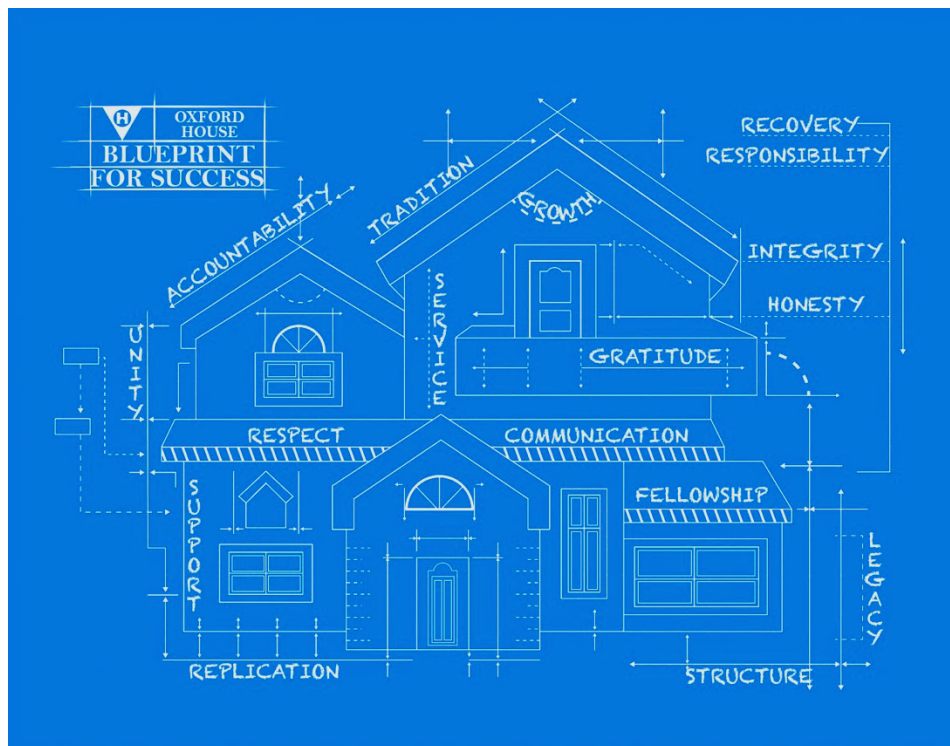 H
OXFORD
HOUSE
BLUEPRINT
FOR SUCCESS
RECOVERY
RESPONSIBILITY
TRADITION
GROWTH
ACCOUNTABILITY
INTEGRITY
HONESTY
SERVICE
UNITY
GRATITUDE
RESPECT
COMMUNICATION
SUPPORT
FELLOWSHIP
LEGACY
REPLICATION
STRUCTURE